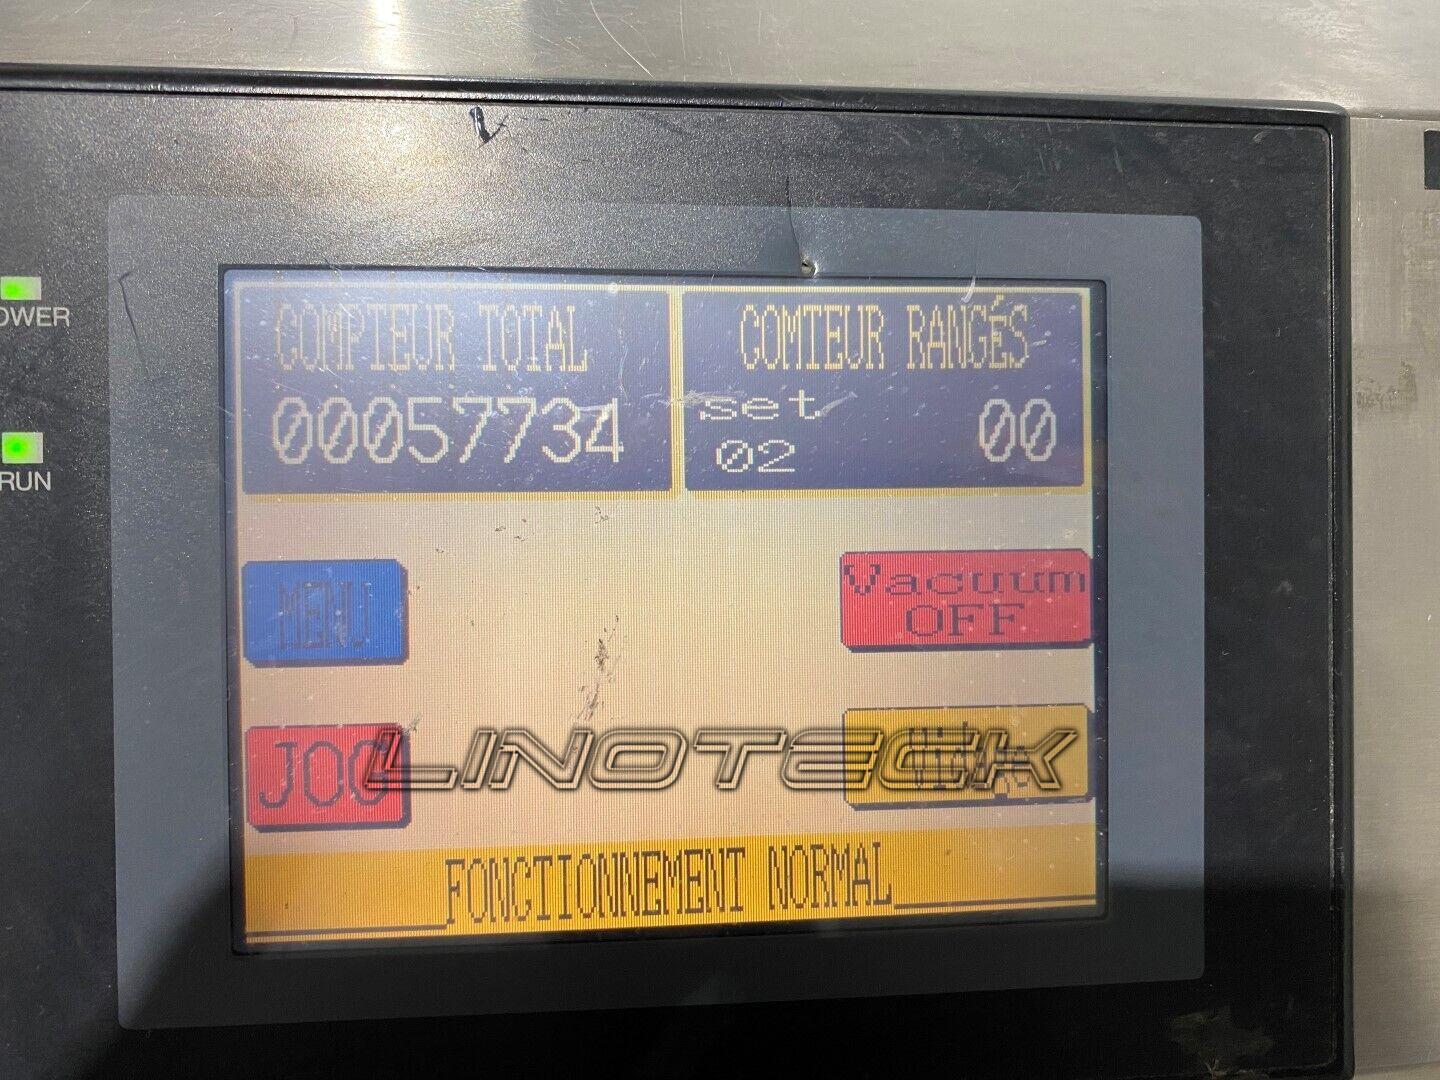 COMPTEUR TOTAL
00057734
COMTEUR RANGÉS
set
02
00
OWER
RUN
MENU
Vacuum
OFF
JOG
LINOTECK
FONCTIONNEMENT NORMAL